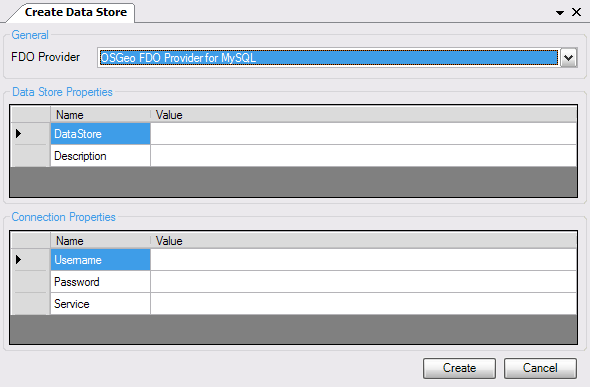 Create Data Store
General
FDO Provider OSGeo FDO Provider for MySQL
Data Store Properties
Name Value
DataStore
Description
Connection Properties
Name Value
Username
Password
Service
Create Cancel